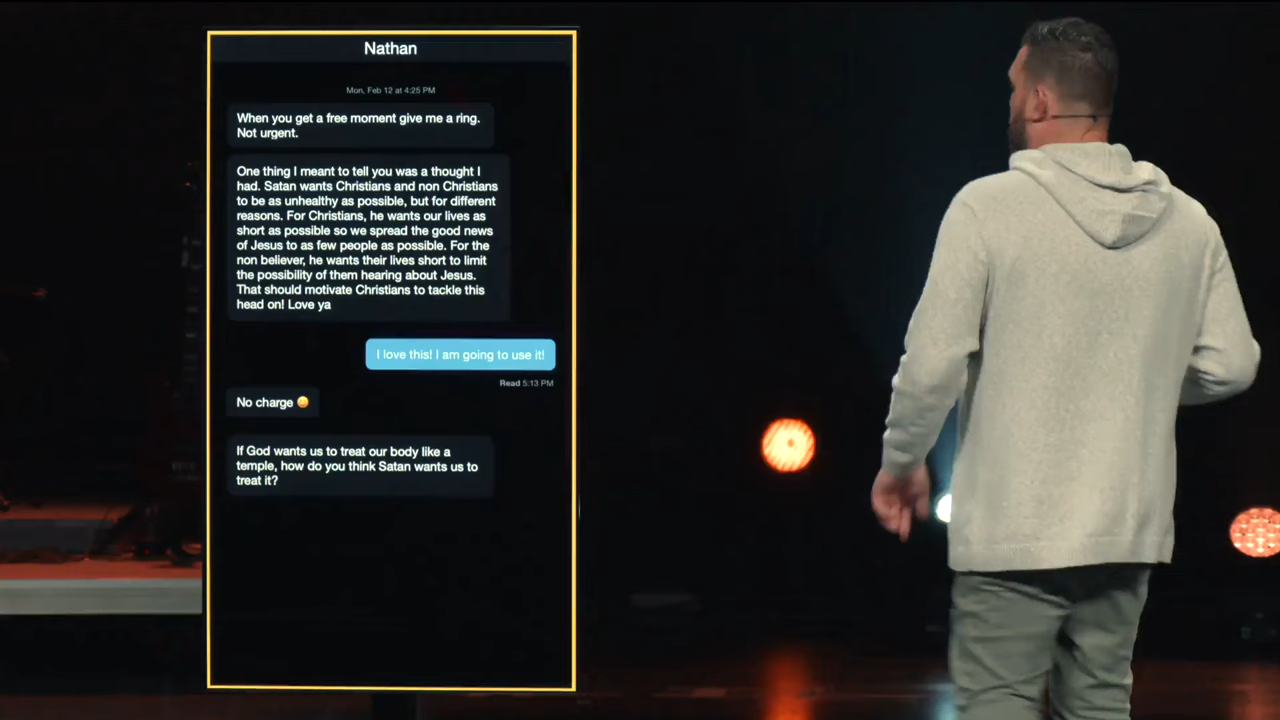 Nathan
Mon, Feb 12 at 4:25 PM
When you get a free moment give me a ring.
Not urgent.
One thing I meant to tell you was a thought I
had. Satan wants Christians and non Christians
to be as unhealthy as possible, but for different
reasons. For Christians, he wants our lives as
short as possible so we spread the good news
of Jesus to as few people as possible. For the
non believer, he wants their lives short to limit
the possibility of them hearing about Jesus.
That should motivate Christians to tackle this
head on! Love ya
I love this! I am going to use it!
Read 5:13 PM
No charge 😀
If God wants us to treat our body like a
temple, how do you think Satan wants us to
treat it?